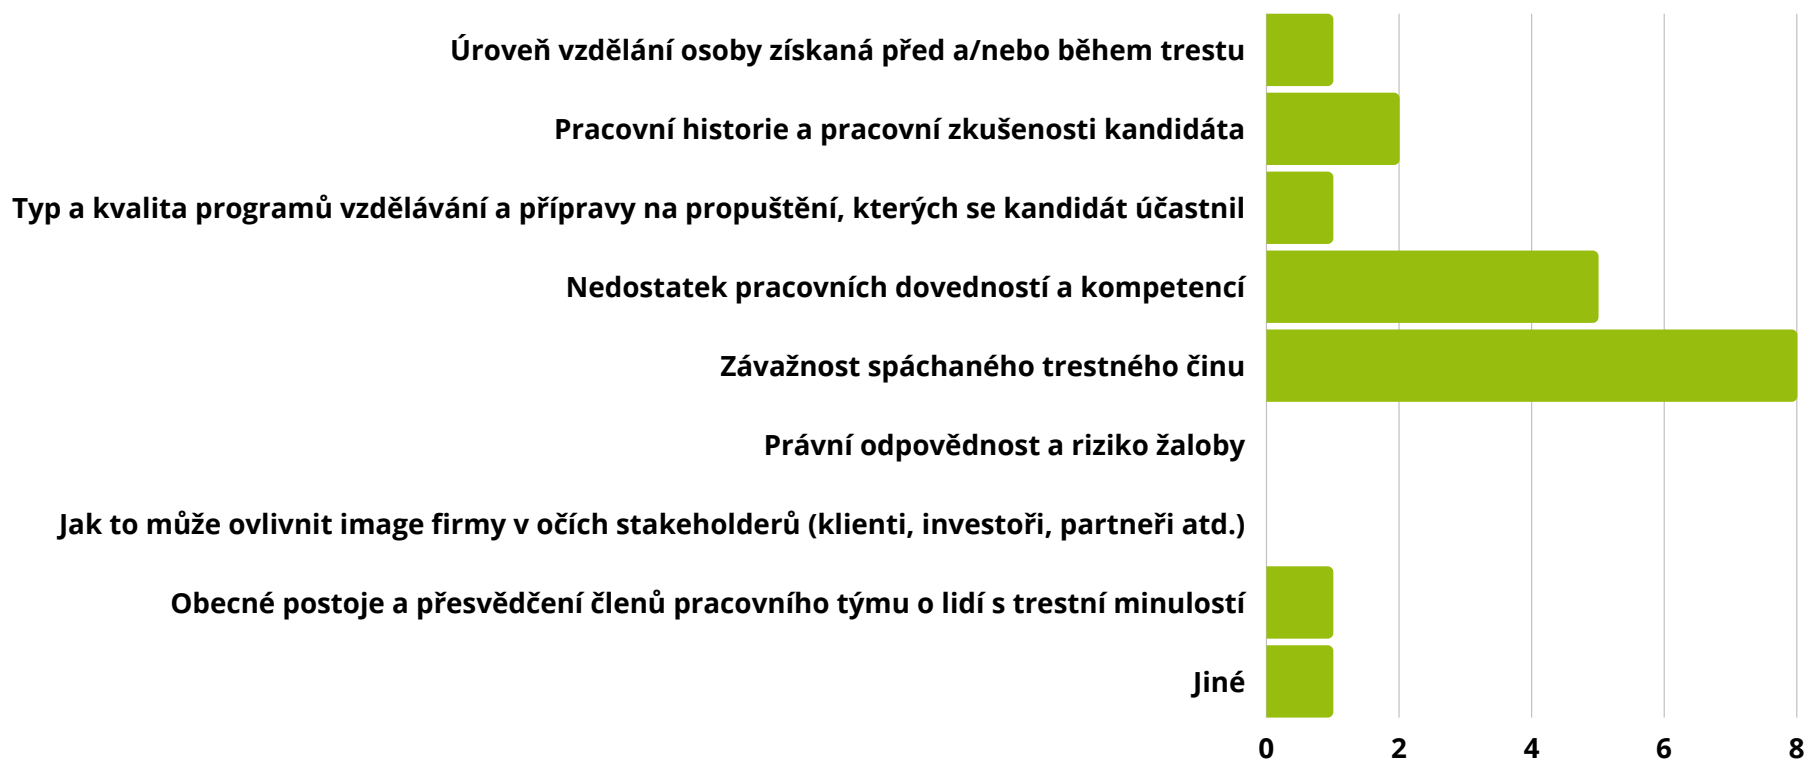 Úroveň vzdělání osoby získaná před a/nebo během trestu
Pracovní historie a pracovní zkušenosti kandidáta
Typ a kvalita programů vzdělávání a přípravy na propuštění, kterých se kandidát účastnil
Nedostatek pracovních dovedností a kompetencí
Závažnost spáchaného trestného činu
Právní odpovědnost a riziko žaloby
Jak to může ovlivnit image firmy v očích stakeholderů (klienti, investoři, partneři atd.)
Obecné postoje a přesvědčení členů pracovního týmu o lidí s trestní minulostí
Jiné
0 2 4 6 8